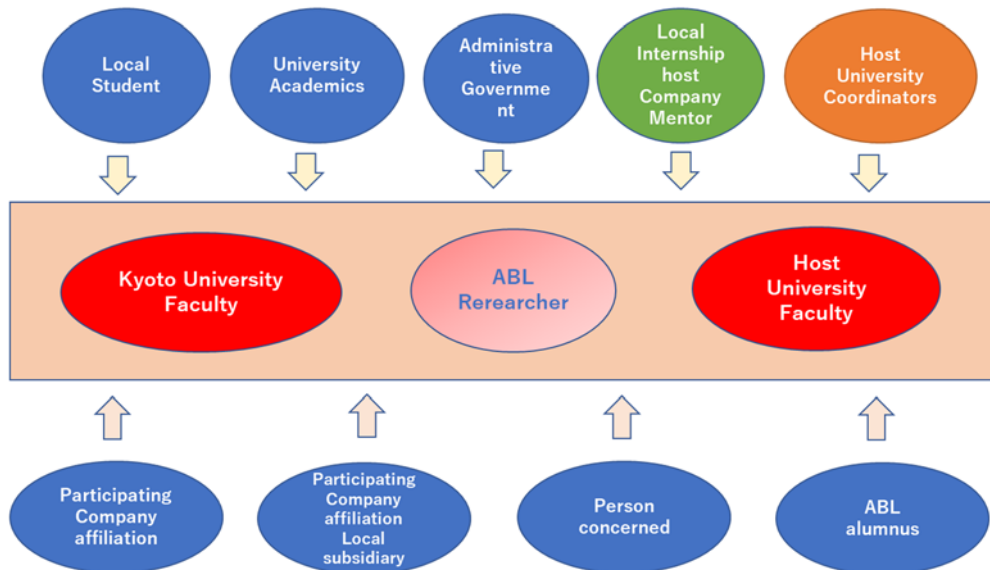 Local
Student
University
Academics
Administra
tive
Governme
nt
Local
Internship
host
Company
Mentor
Host
University
Coordinators
Kyoto University
Faculty
ABL
Rerearcher
Host
University
Faculty
Participating
Company
affiliation
Participating
Company
affiliation
Local
subsidiary
Person
concerned
ABL
alumnus